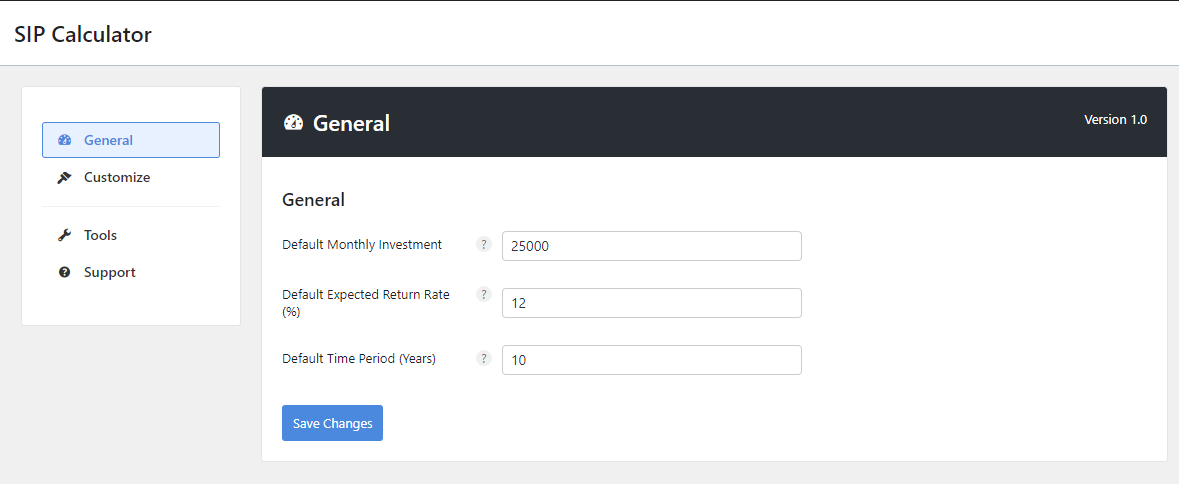 SIP Calculator
General
Customize
Tools
Support
General
Version 1.0
General
Default Monthly Investment ? 25000
Default Expected Return Rate
(%) ? 12
Default Time Period (Years) ? 10
Save Changes